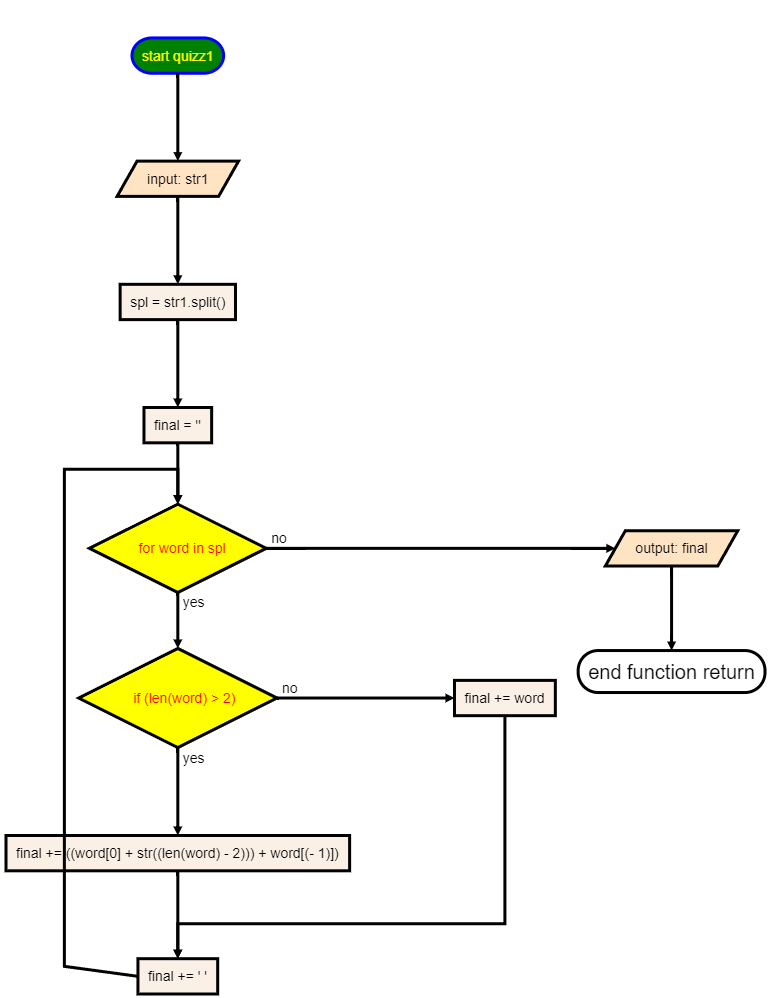 start quizz1
input: str1
spl = str1.split()
final = ''
for word in spl
no
output: final
yes
end function return
if (len(word) > 2)
no
final += word
yes
final += ((word[0] + str((len(word) - 2))) + word[(- 1)])
final += ' '